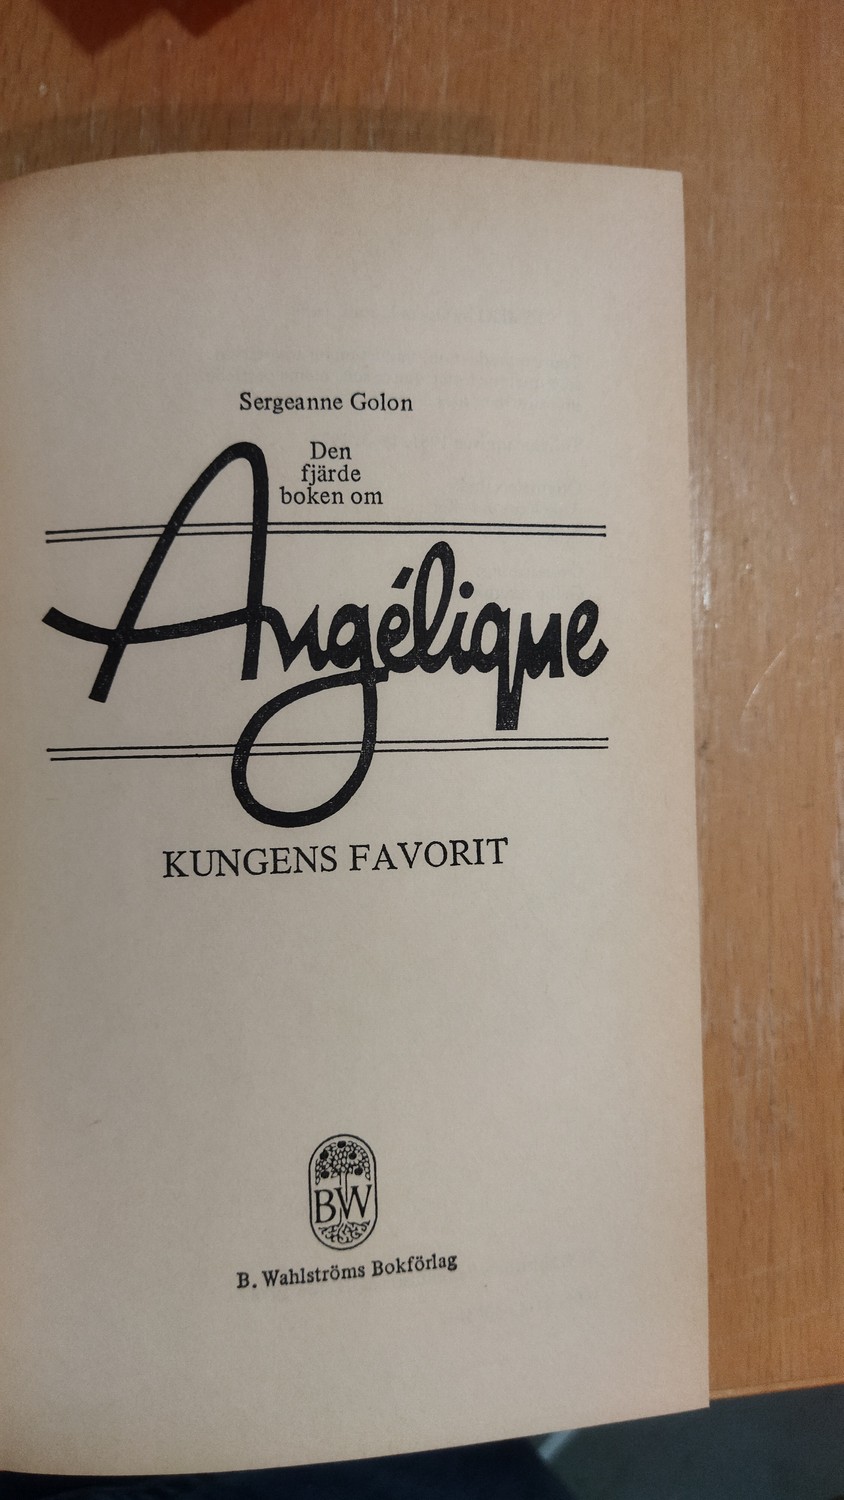 Sergeanne Golon
Den
fjärde
boken om
Angélique
KUNGENS FAVORIT
BW
B. Wahlströms Bokförlag